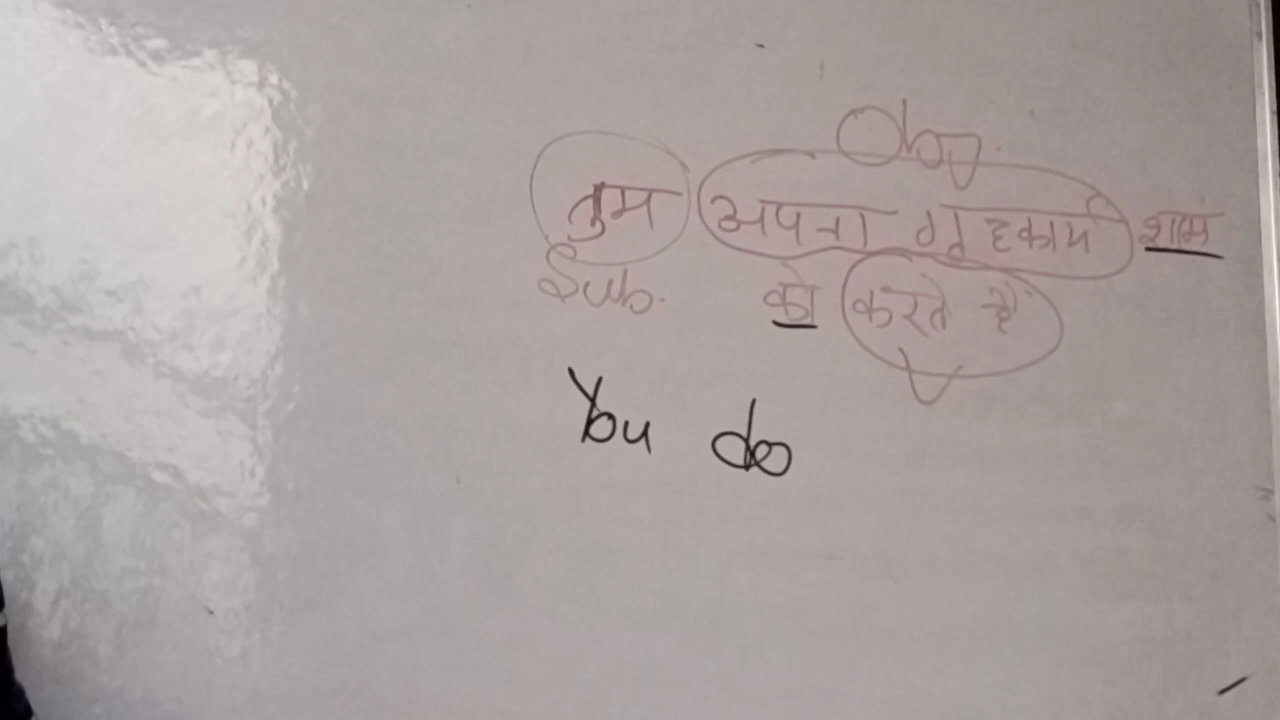 Obj
तुम अपना गृहकार्य शाम
Sub. को करते हैं
V
You do